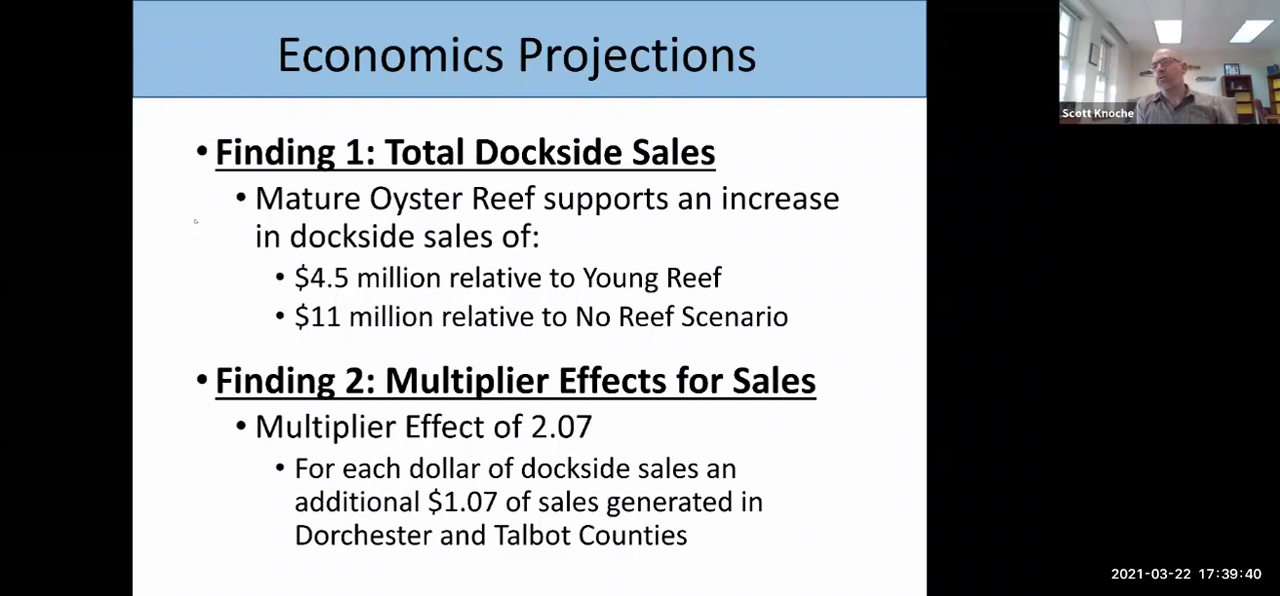 Economics Projections
Scott Knoche
• Finding 1: Total Dockside Sales
• Mature Oyster Reef supports an increase
in dockside sales of:
• $4.5 million relative to Young Reef
• $11 million relative to No Reef Scenario
• Finding 2: Multiplier Effects for Sales
• Multiplier Effect of 2.07
• For each dollar of dockside sales an
additional $1.07 of sales generated in
Dorchester and Talbot Counties
2021-03-22 17:39:40